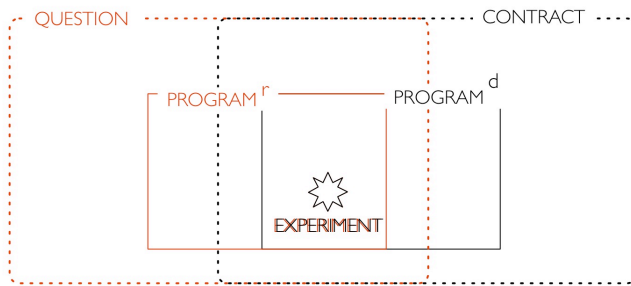 QUESTION
CONTRACT
PROGRAM r
PROGRAM d
EXPERIMENT